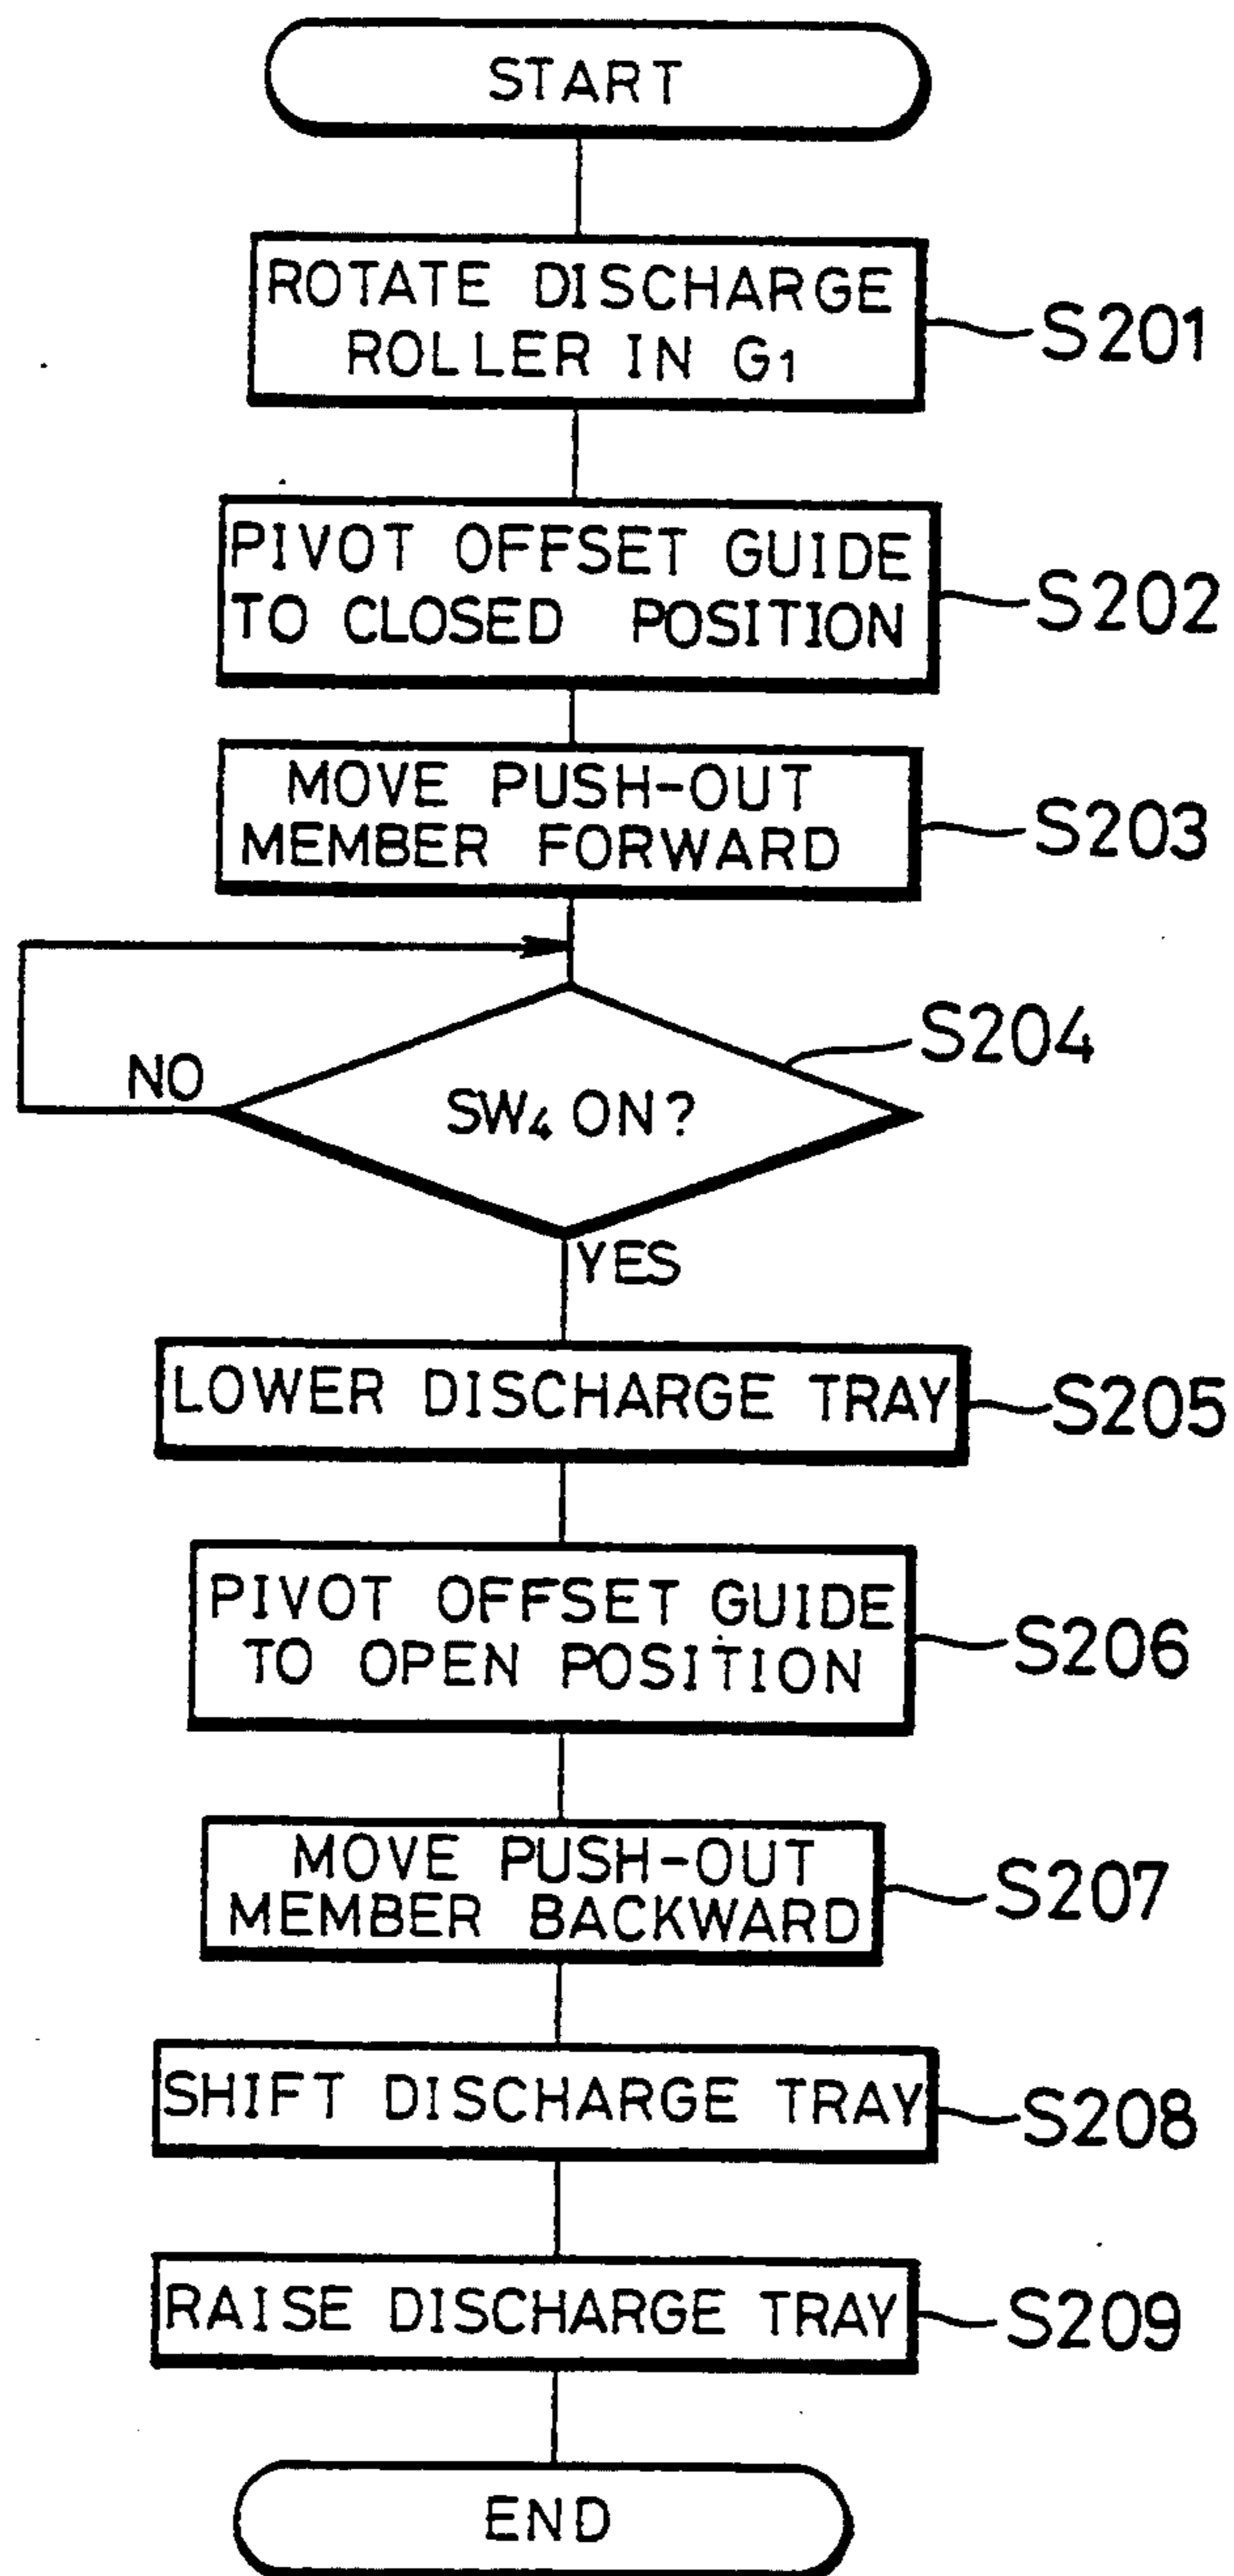 START
ROTATE DISCHARGE
ROLLER IN G1
S201
PIVOT OFFSET GUIDE
TO CLOSED POSITION
S202
MOVE PUSH-OUT
MEMBER FORWARD
S203
S204
NO
SW4 ON?
YES
LOWER DISCHARGE TRAY
S205
PIVOT OFFSET GUIDE
TO OPEN POSITION
S206
MOVE PUSH-OUT
MEMBER BACKWARD
S207
SHIFT DISCHARGE TRAY
S208
RAISE DISCHARGE TRAY
S209
END